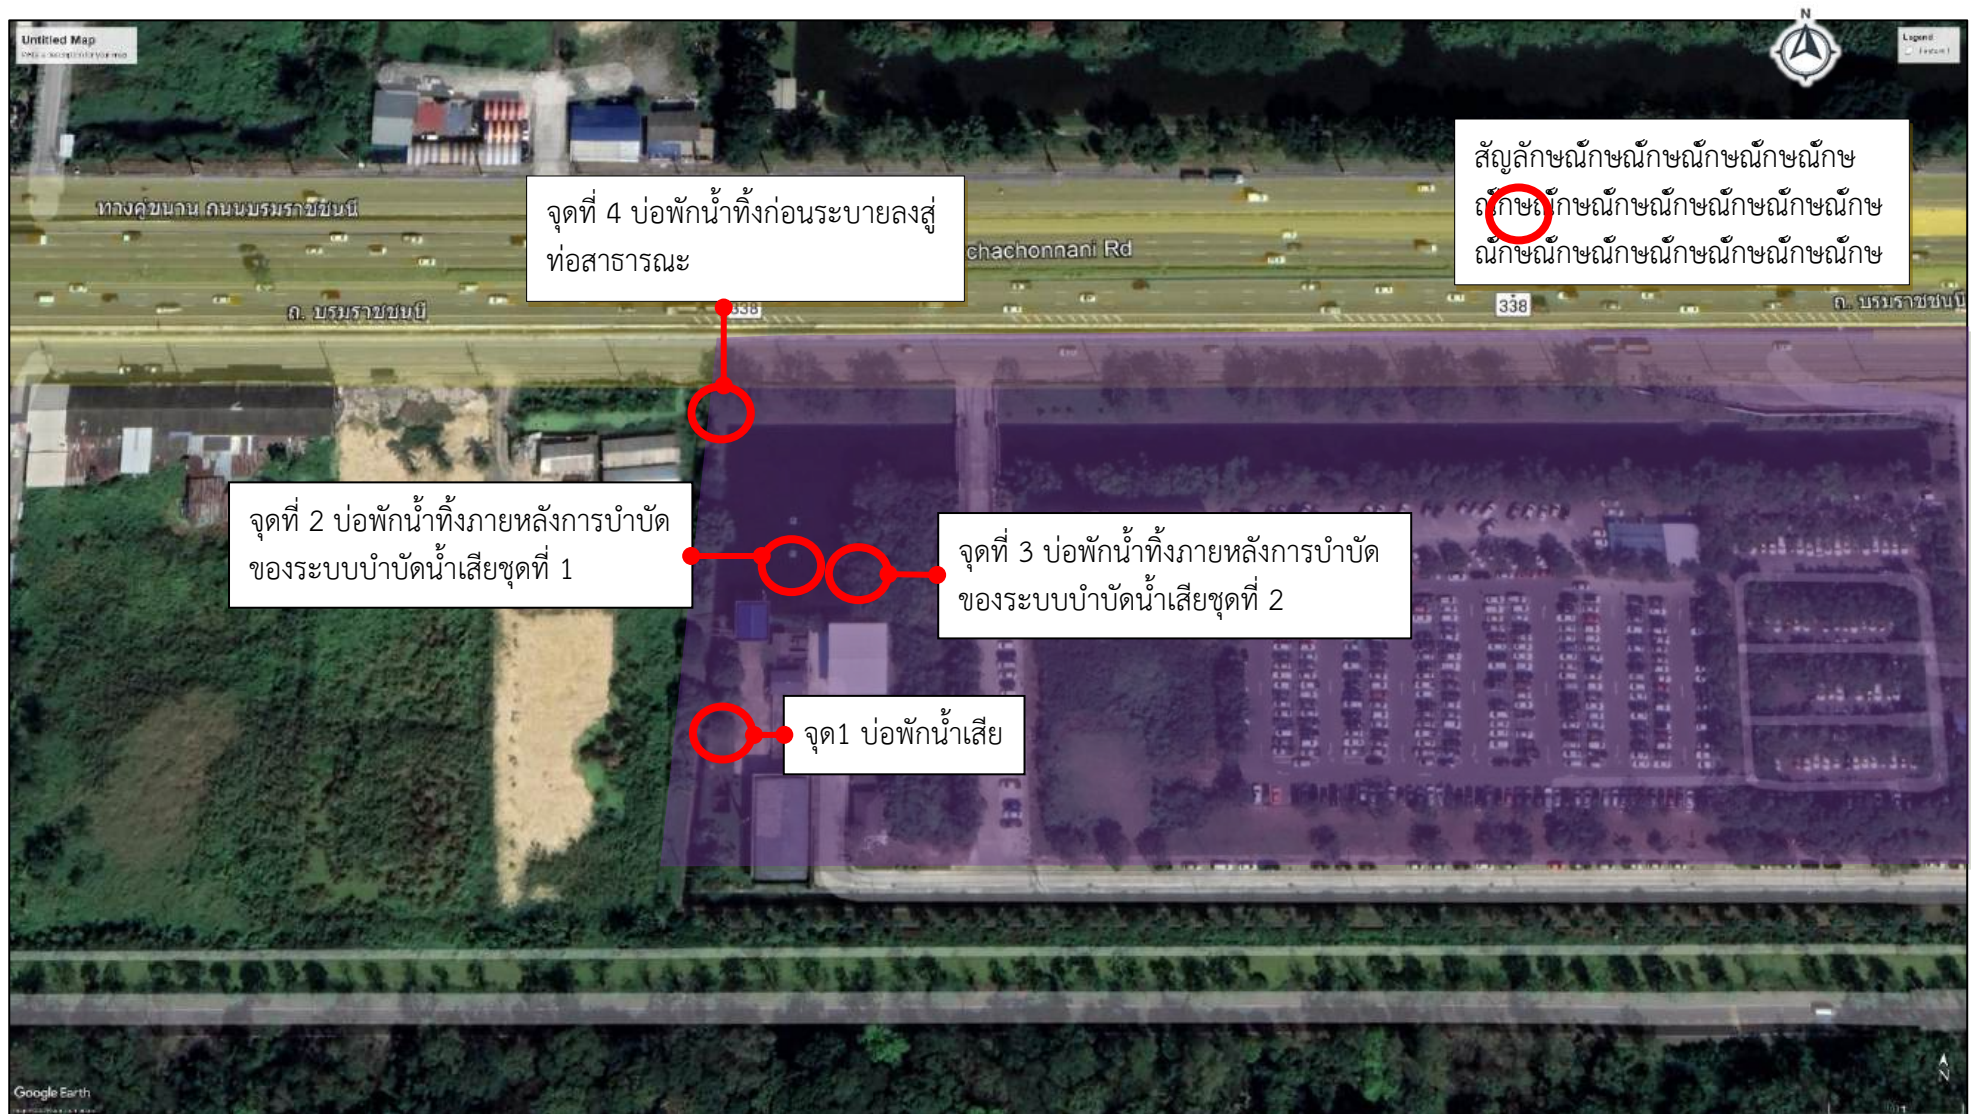 Untitled Map
N
Legend
สัญลักษณ์กษณ์กษณ์กษณ์กษณ์กษ
ณ์กษณ์กษณ์กษณ์กษณ์กษณ์กษณ์กษ
ณ์กษณ์กษณ์กษณ์กษณ์กษณ์กษณ์กษ
ทางคู่ขนาน ถนนบรมราชชนนี
จุดที่ 4 บ่อพักน้ำทิ้งก่อนระบายลงสู่
ท่อสาธารณะ
chachonnani Rd
ถ. บรมราชชนนี
338
338
ถ. บรมราชชนนี
จุดที่ 2 บ่อพักน้ำทิ้งภายหลังการบำบัด
ของระบบบำบัดน้ำเสียชุดที่ 1
จุดที่ 3 บ่อพักน้ำทิ้งภายหลังการบำบัด
ของระบบบำบัดน้ำเสียชุดที่ 2
จุด1 บ่อพักน้ำเสีย
Google Earth
N